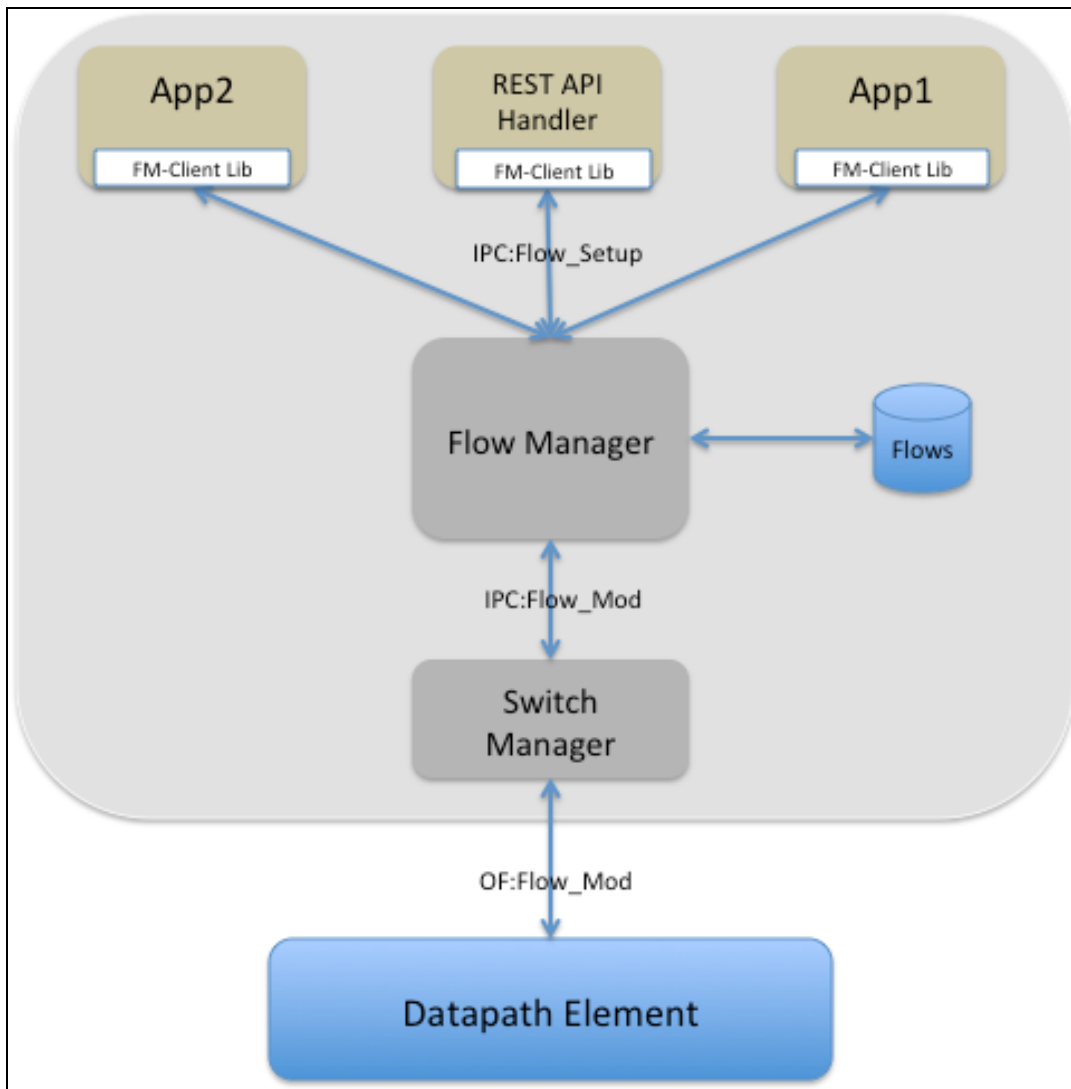 App2
REST API
Handler
App1
FM-Client Lib
FM-Client Lib
FM-Client Lib
IPC:Flow_Setup
Flow Manager
Flows
IPC:Flow_Mod
Switch
Manager
OF:Flow_Mod
Datapath Element